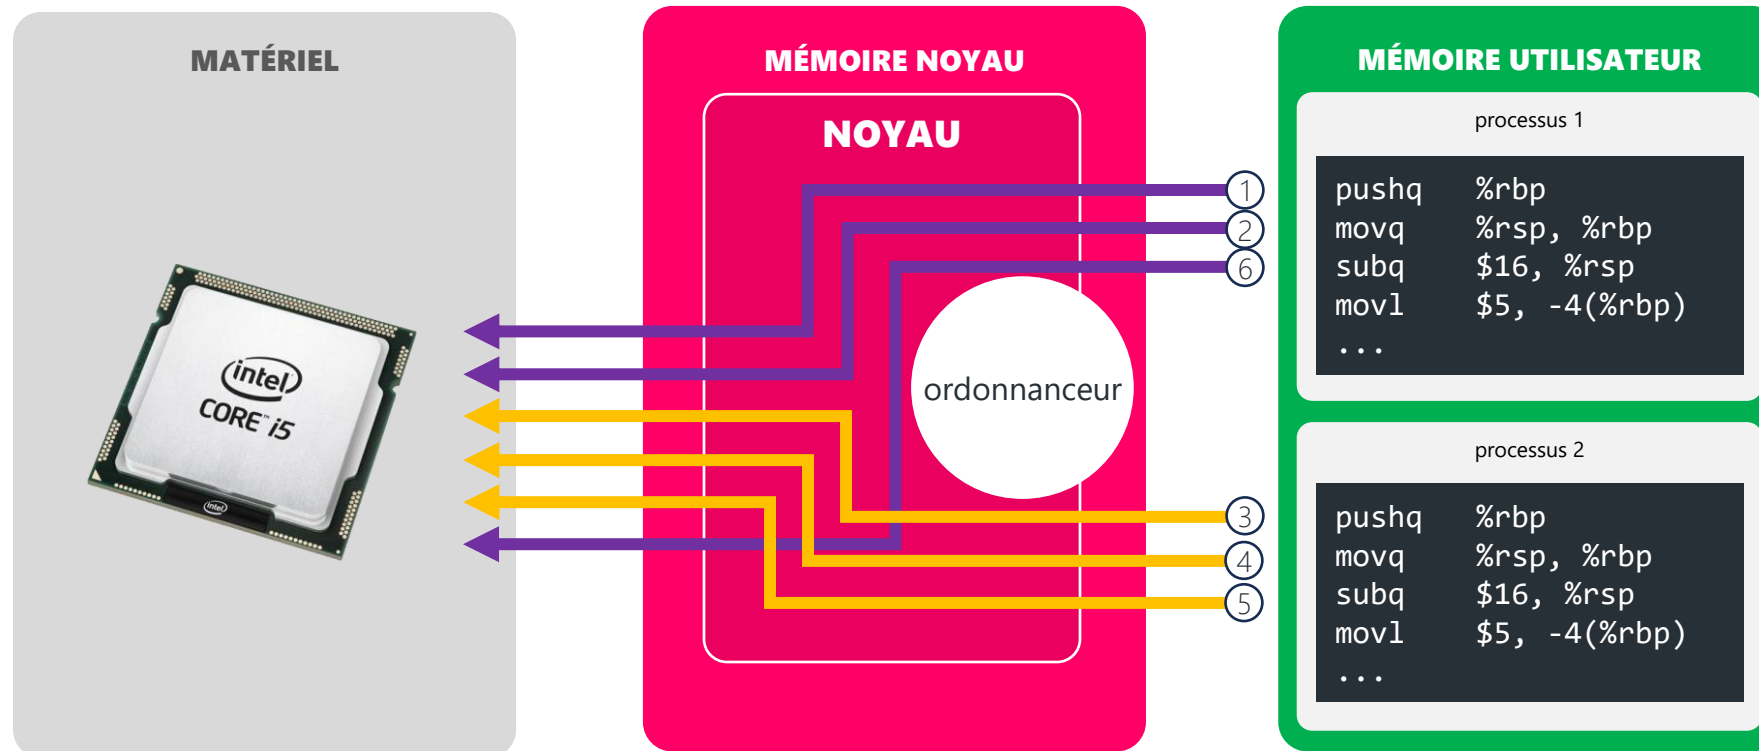 MATÉRIEL
intel
CORE™ i5
intel
MÉMOIRE NOYAU
NOYAU
ordonnanceur
1
2
6
3
4
5
MÉMOIRE UTILISATEUR
processus 1
pushq %rbp
movq %rsp, %rbp
subq $16, %rsp
movl $5, -4(%rbp)
...
processus 2
pushq %rbp
movq %rsp, %rbp
subq $16, %rsp
movl $5, -4(%rbp)
...